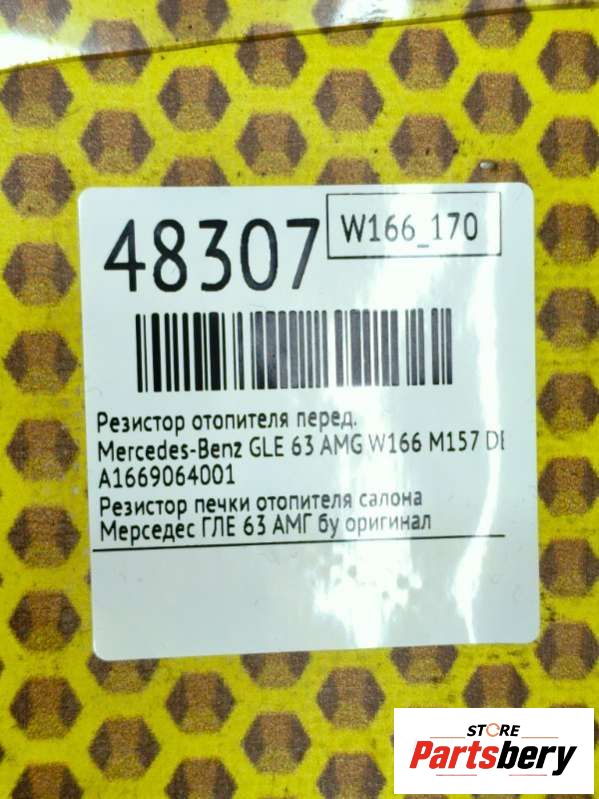 48307
W166_170
Резистор отопителя перед.
Mercedes-Benz GLE 63 AMG W166 M157
A1669064001
Резистор печки отопителя салона
Мерседес ГЛЕ 63 АМГ бу оригинал
STORE
Partsbery